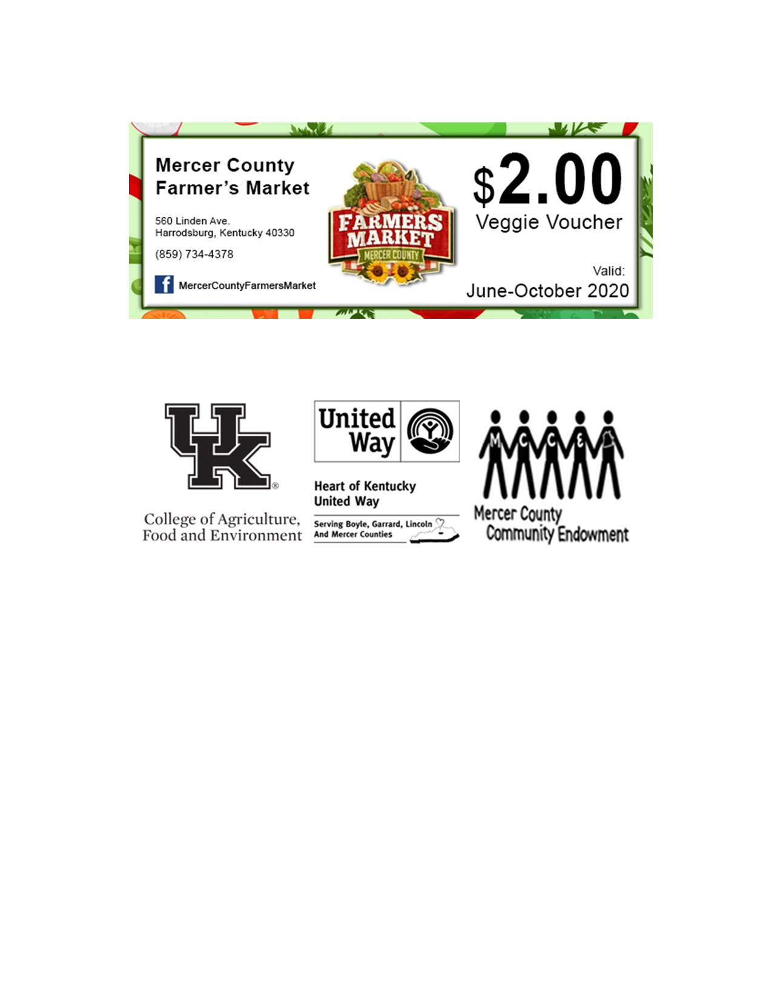 Mercer County
Farmer's Market
560 Linden Ave.
Harrodsburg, Kentucky 40330
(859) 734-4378
f MercerCountyFarmersMarket
FARMERS
MARKET
MERCER COUNTY
$2.00
Veggie Voucher
Valid:
June-October 2020
UK®
College of Agriculture,
Food and Environment
United
Way
Heart of Kentucky
United Way
Serving Boyle, Garrard, Lincoln
And Mercer Counties
M C C E
Mercer County
Community Endowment